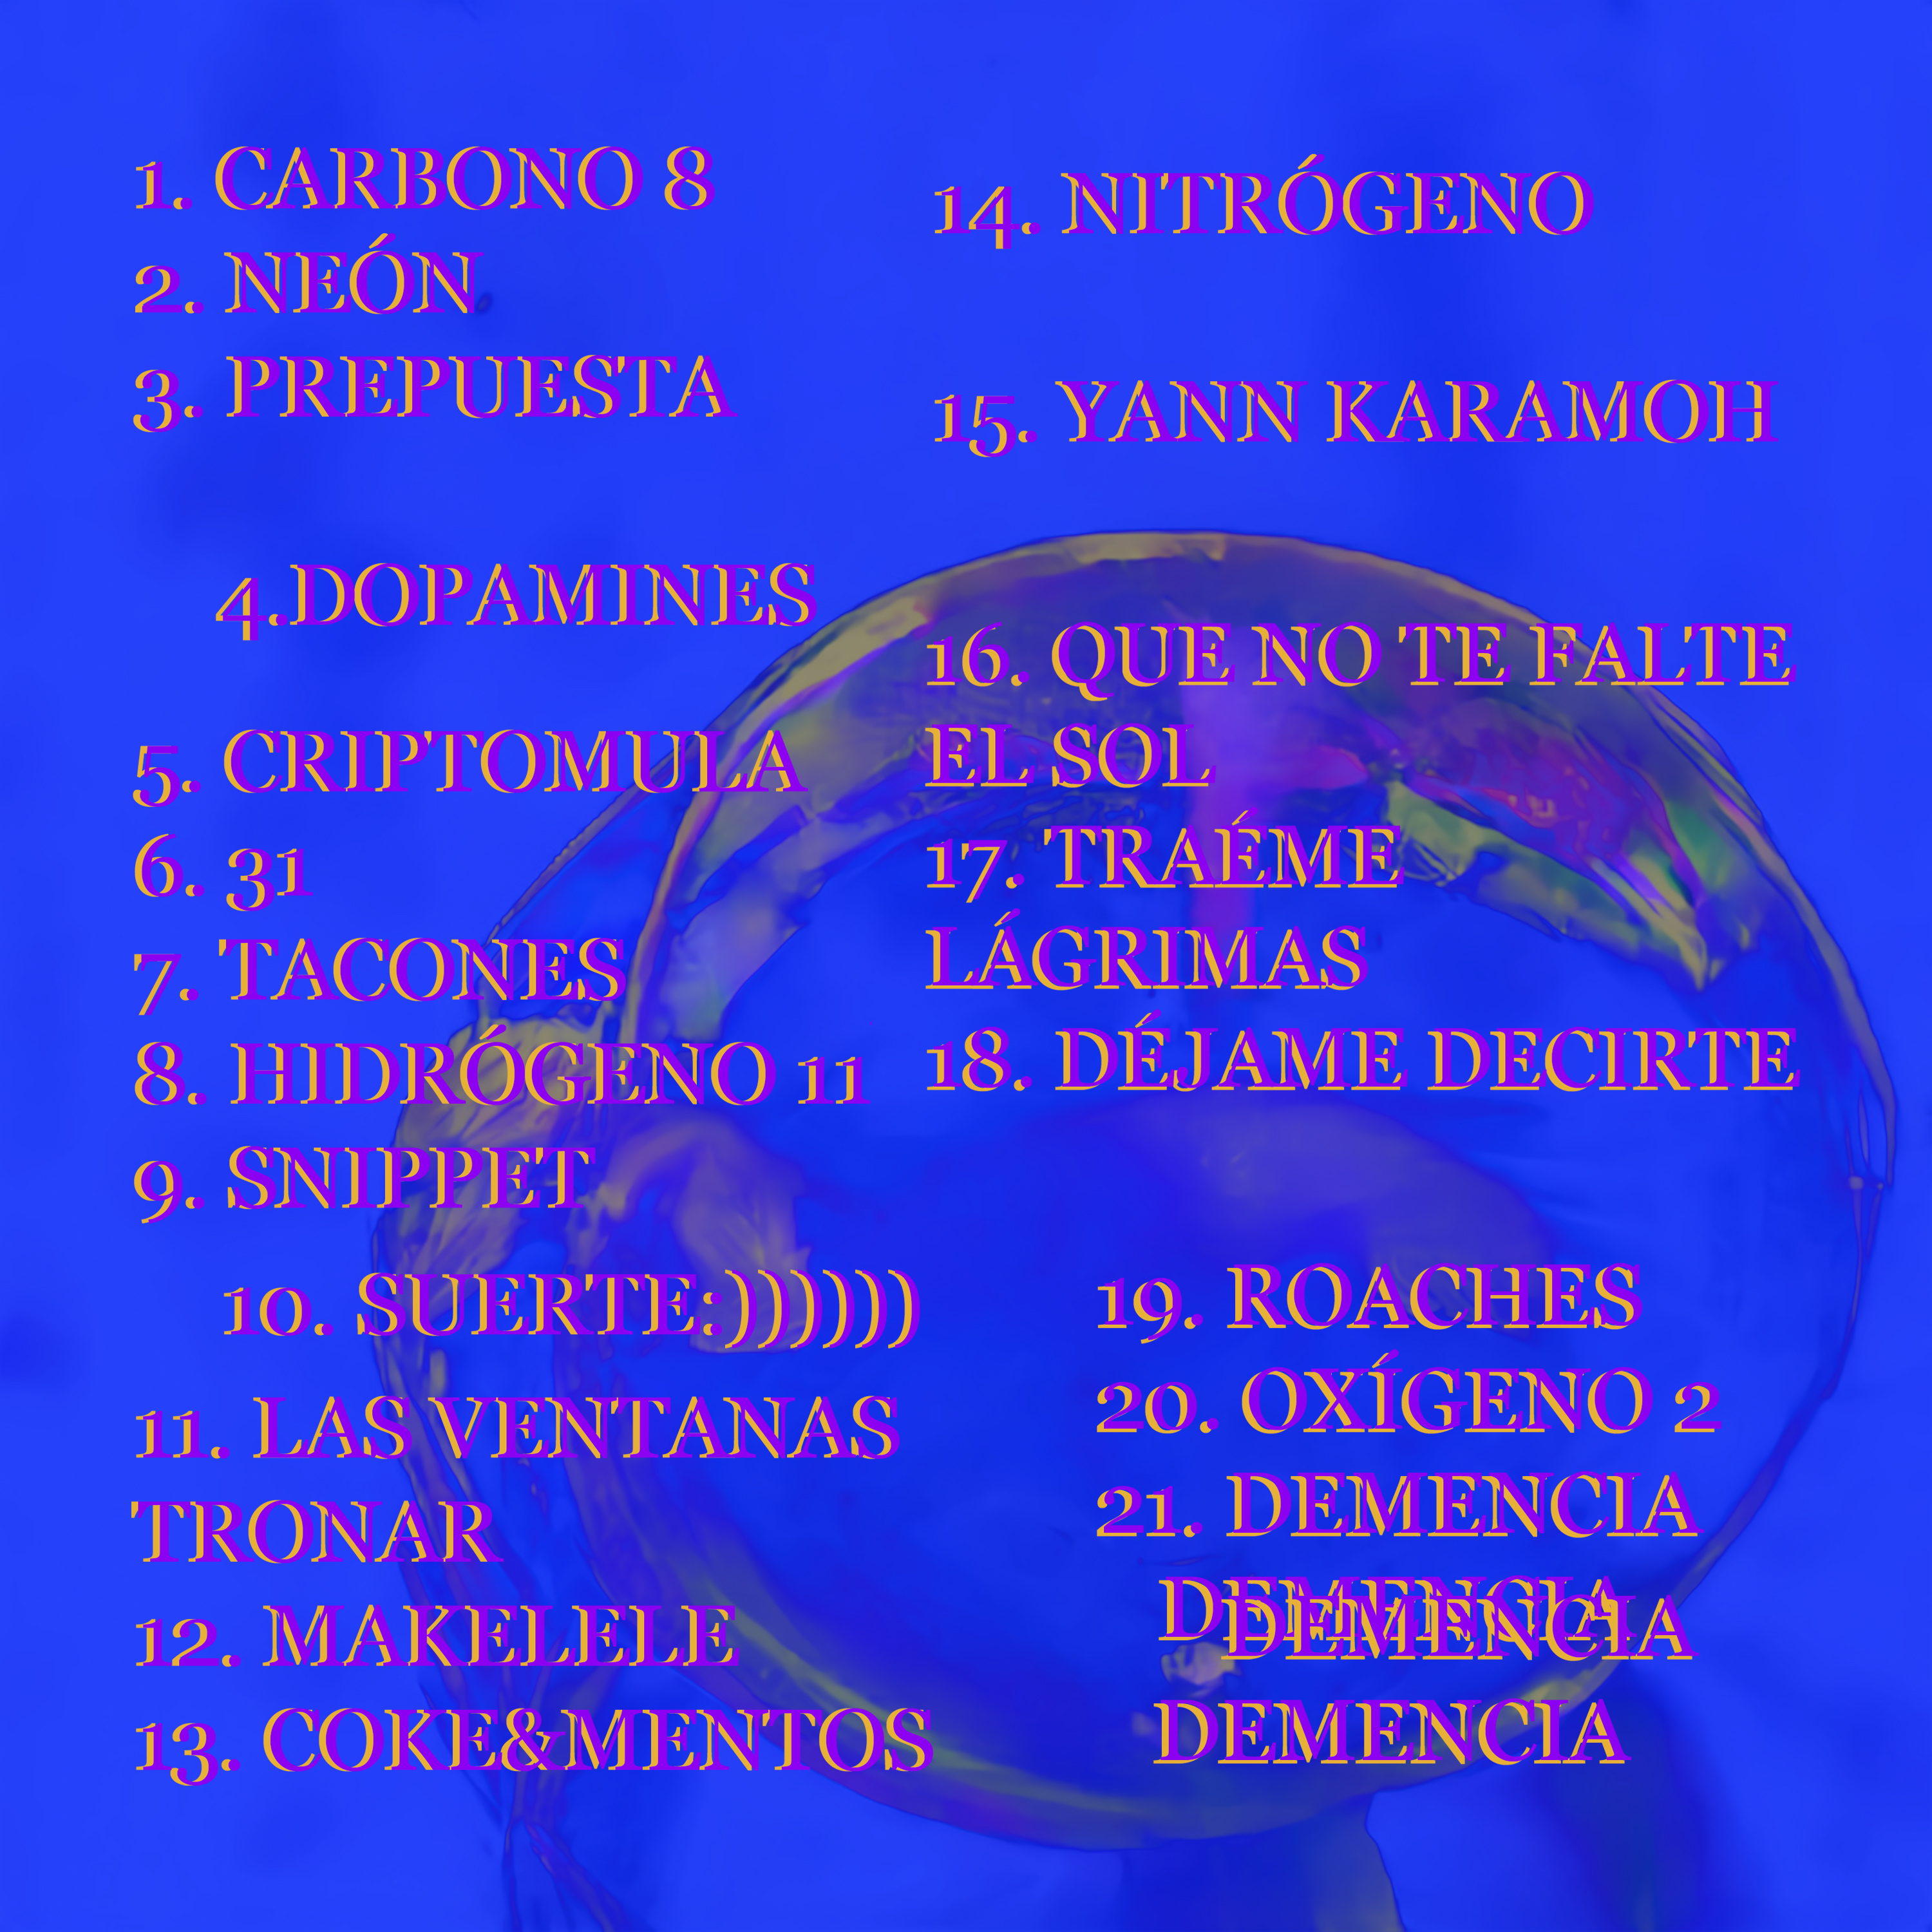 1. CARBONO 8
2. NEÓN
3. PREPUESTA
4.DOPAMINES
5. CRIPTOMULA
6. 31
7. TACONES
8. HIDRÓGENO 11
9. SNIPPET
10. SUERTE:))))))
11. LAS VENTANAS
TRONAR
12. MAKELELE
13. COKE&MENTOS
14. NITRÓGENO
15. YANN KARAMOH
16. QUE NO TE FALTE
EL SOL
17. TRAÉME
LÁGRIMAS
18. DÉJAME DECIRTE
19. ROACHES
20. OXÍGENO 2
21. DEMENCIA
DEMENCIA
DEMENCIA
DEMENCIA